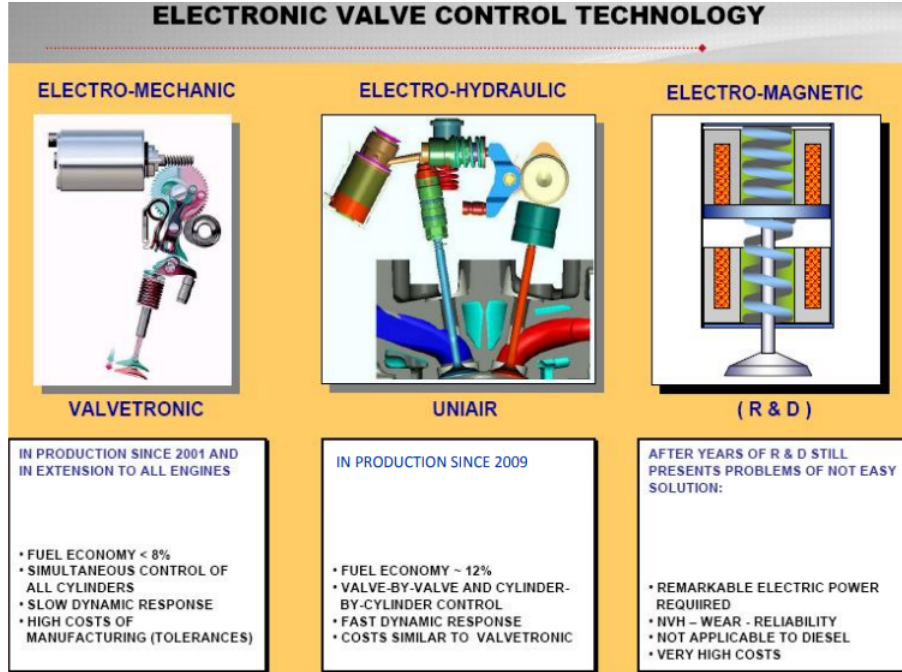 ELECTRONIC VALVE CONTROL TECHNOLOGY
ELECTRO-MECHANIC
ELECTRO-HYDRAULIC
ELECTRO-MAGNETIC
VALVETRONIC
UNIAIR
( R & D )
IN PRODUCTION SINCE 2001 AND
IN EXTENSION TO ALL ENGINES
• FUEL ECONOMY < 8%
• SIMULTANEOUS CONTROL OF
ALL CYLINDERS
• SLOW DYNAMIC RESPONSE
• HIGH COSTS OF
MANUFACTURING (TOLERANCES)
IN PRODUCTION SINCE 2009
• FUEL ECONOMY ~ 12%
• VALVE-BY-VALVE AND CYLINDER-
BY-CYLINDER CONTROL
• FAST DYNAMIC RESPONSE
• COSTS SIMILAR TO VALVETRONIC
AFTER YEARS OF R & D STILL
PRESENTS PROBLEMS OF NOT EASY
SOLUTION:
• REMARKABLE ELECTRIC POWER
REQUIIRED
• NVH – WEAR - RELIABILITY
• NOT APPLICABLE TO DIESEL
• VERY HIGH COSTS